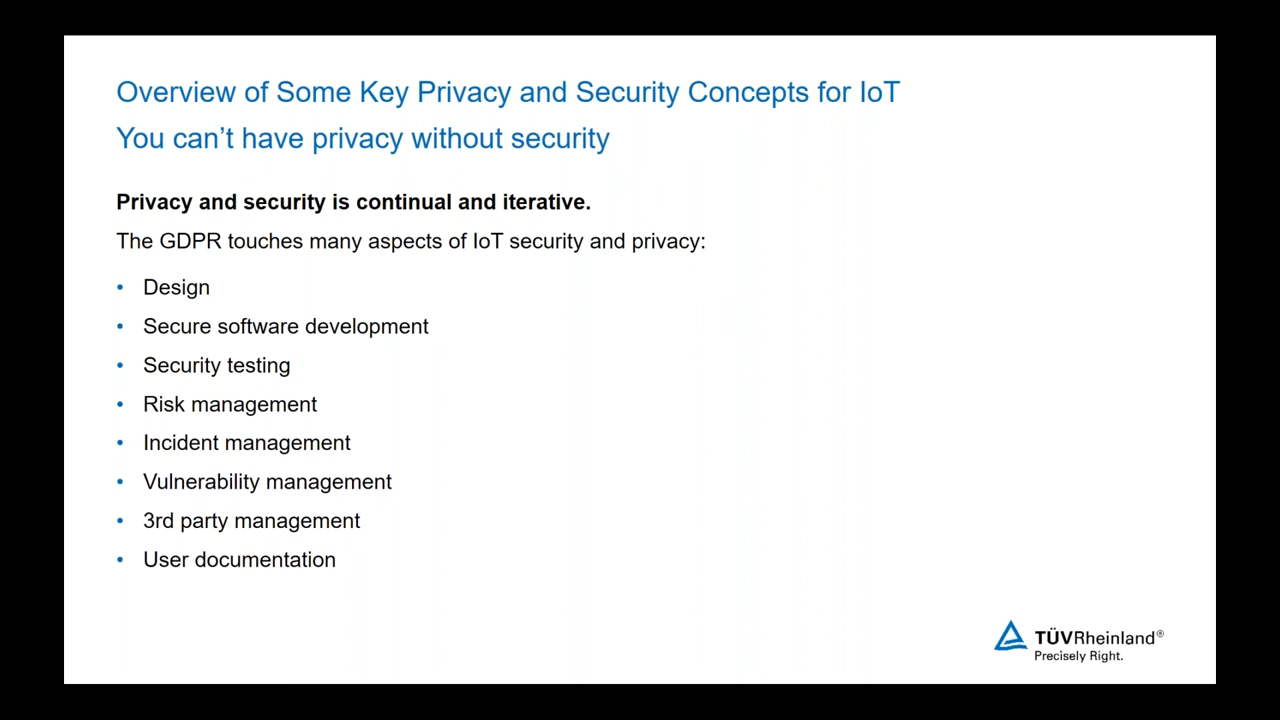 Overview of Some Key Privacy and Security Concepts for IoT
You can’t have privacy without security
Privacy and security is continual and iterative.
The GDPR touches many aspects of IoT security and privacy:
• Design
• Secure software development
• Security testing
• Risk management
• Incident management
• Vulnerability management
• 3rd party management
• User documentation
TÜVRheinland®
Precisely Right.